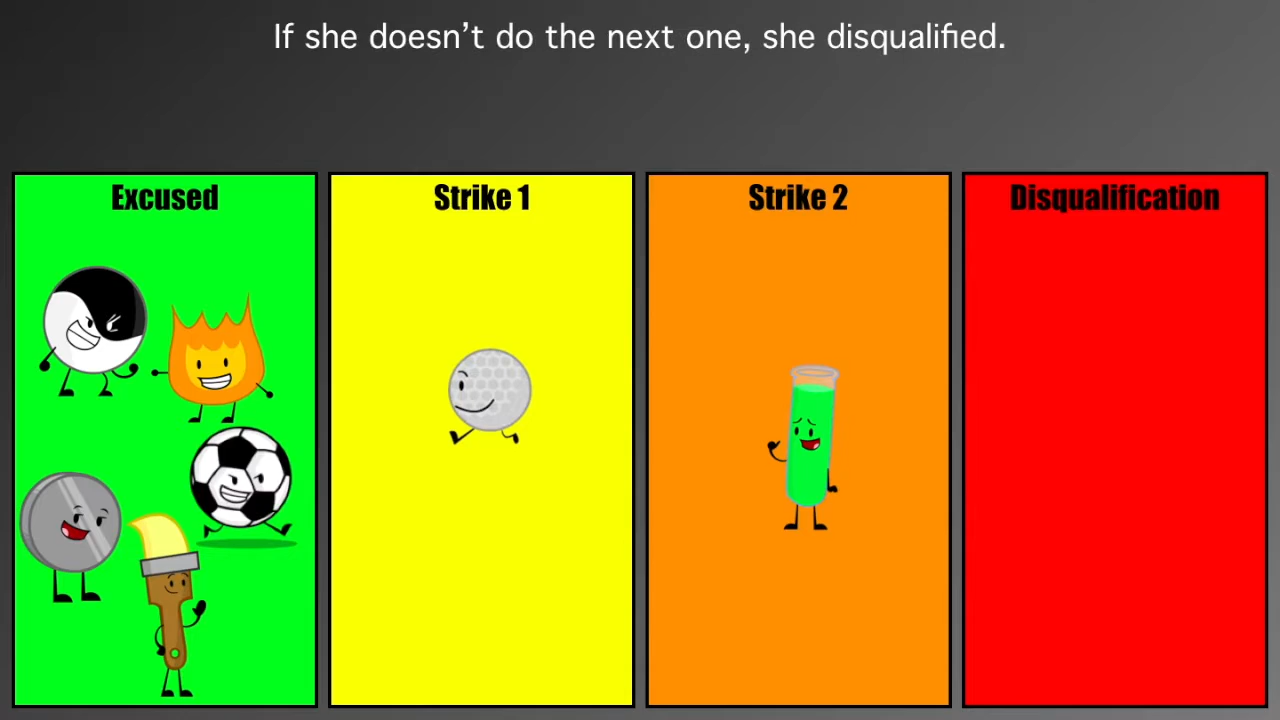 If she doesn’t do the next one, she disqualified.
Excused
Strike 1
Strike 2
Disqualification